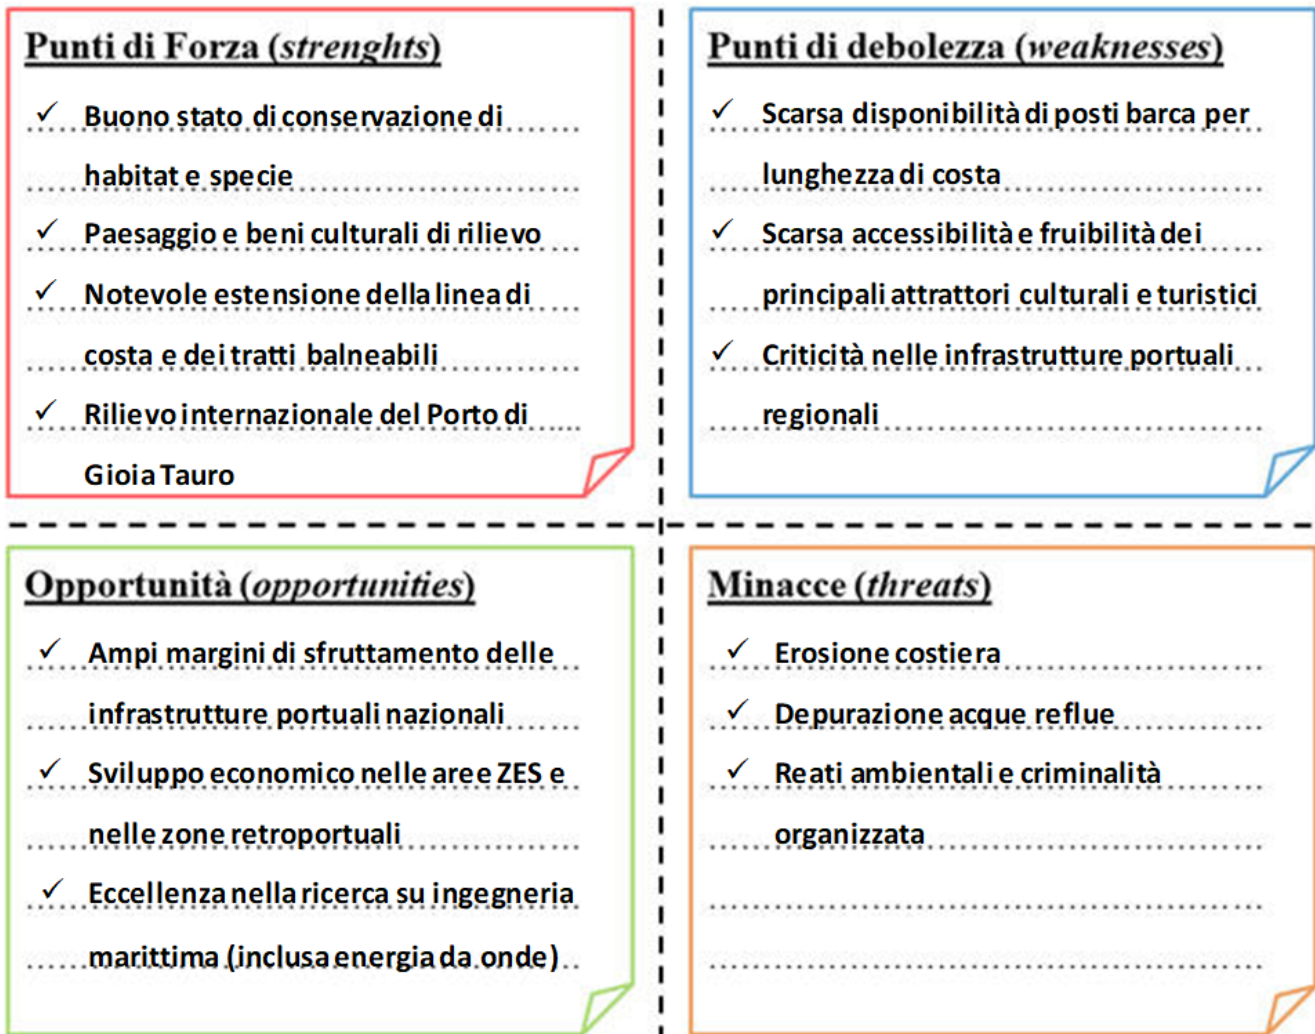 Punti di Forza (strenghts)
✓ Buono stato di conservazione di
habitat e specie
✓ Paesaggio e beni culturali di rilievo
✓ Notevole estensione della linea di
costa e dei tratti balneabili
✓ Rilievo internazionale del Porto di
Gioia Tauro
Punti di debolezza (weaknesses)
✓ Scarsa disponibilità di posti barca per
lunghezza di costa
✓ Scarsa accessibilità e fruibilità dei
principali attrattori culturali e turistici
✓ Criticità nelle infrastrutture portuali
regionali
Opportunità (opportunities)
✓ Ampi margini di sfruttamento delle
infrastrutture portuali nazionali
✓ Sviluppo economico nelle aree ZES e
nelle zone retroportuali
✓ Eccellenza nella ricerca su ingegneria
marittima (inclusa energia da onde)
Minacce (threats)
✓ Erosione costiera
✓ Depurazione acque reflue
✓ Reati ambientali e criminalità
organizzata